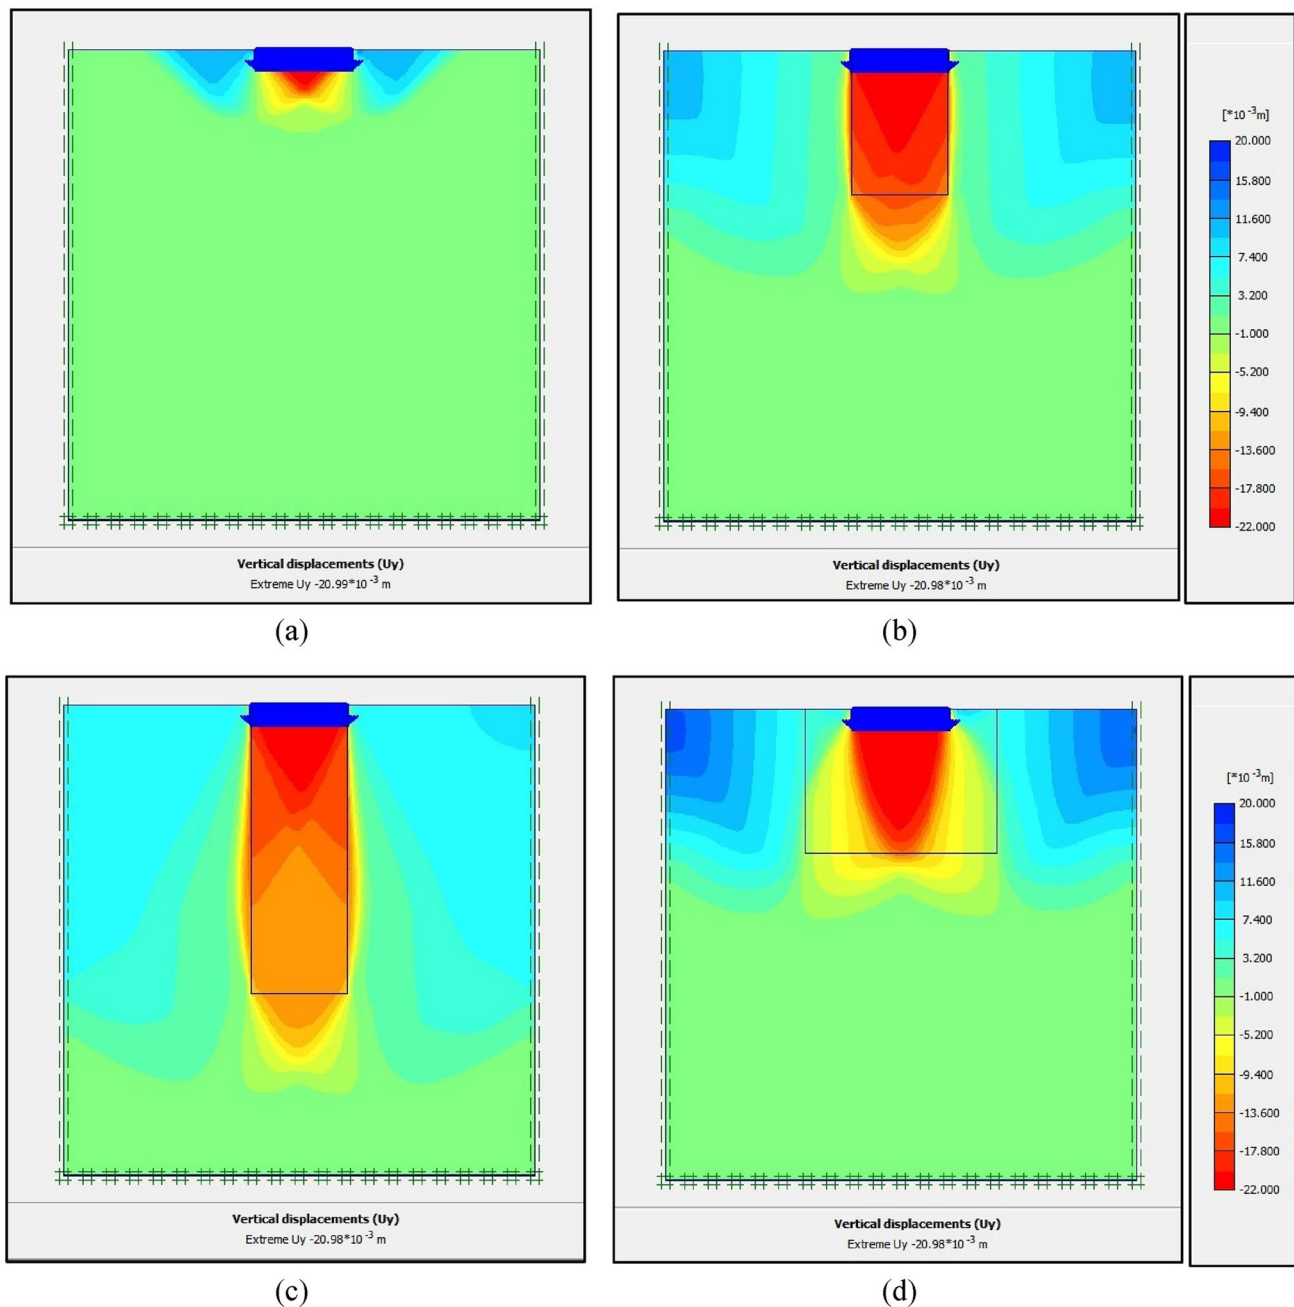 [*10⁻³m]
20.000
15.800
11.600
7.400
3.200
-1.000
-5.200
-9.400
-13.600
-17.800
-22.000
Vertical displacements (Uy)
Extreme Uy -20.99*10⁻³ m
Vertical displacements (Uy)
Extreme Uy -20.98*10⁻³ m
(a)
(b)
[*10⁻³m]
20.000
15.800
11.600
7.400
3.200
-1.000
-5.200
-9.400
-13.600
-17.800
-22.000
Vertical displacements (Uy)
Extreme Uy -20.98*10⁻³ m
Vertical displacements (Uy)
Extreme Uy -20.98*10⁻³ m
(c)
(d)